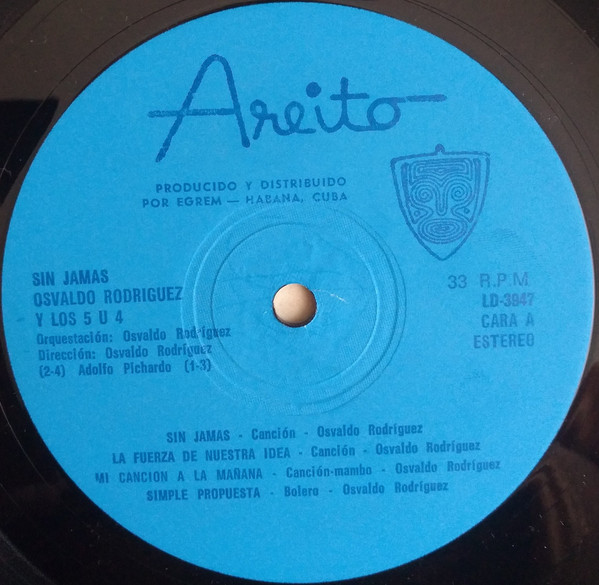 Areito
PRODUCIDO Y DISTRIBUIDO
POR EGREM — HABANA, CUBA
SIN JAMAS
OSVALDO RODRIGUEZ
Y LOS 5 U 4
Orquestación: Osvaldo Rodríguez
Dirección: Osvaldo Rodríguez
(2-4) Adolfo Pichardo (1-3)
33 R.P.M
LD-3947
CARA A
ESTEREO
SIN JAMAS - Canción - Osvaldo Rodríguez
LA FUERZA DE NUESTRA IDEA - Canción - Osvaldo Rodríguez
MI CANCION A LA MAÑANA - Canción-mambo - Osvaldo Rodríguez
SIMPLE PROPUESTA - Bolero - Osvaldo Rodríguez